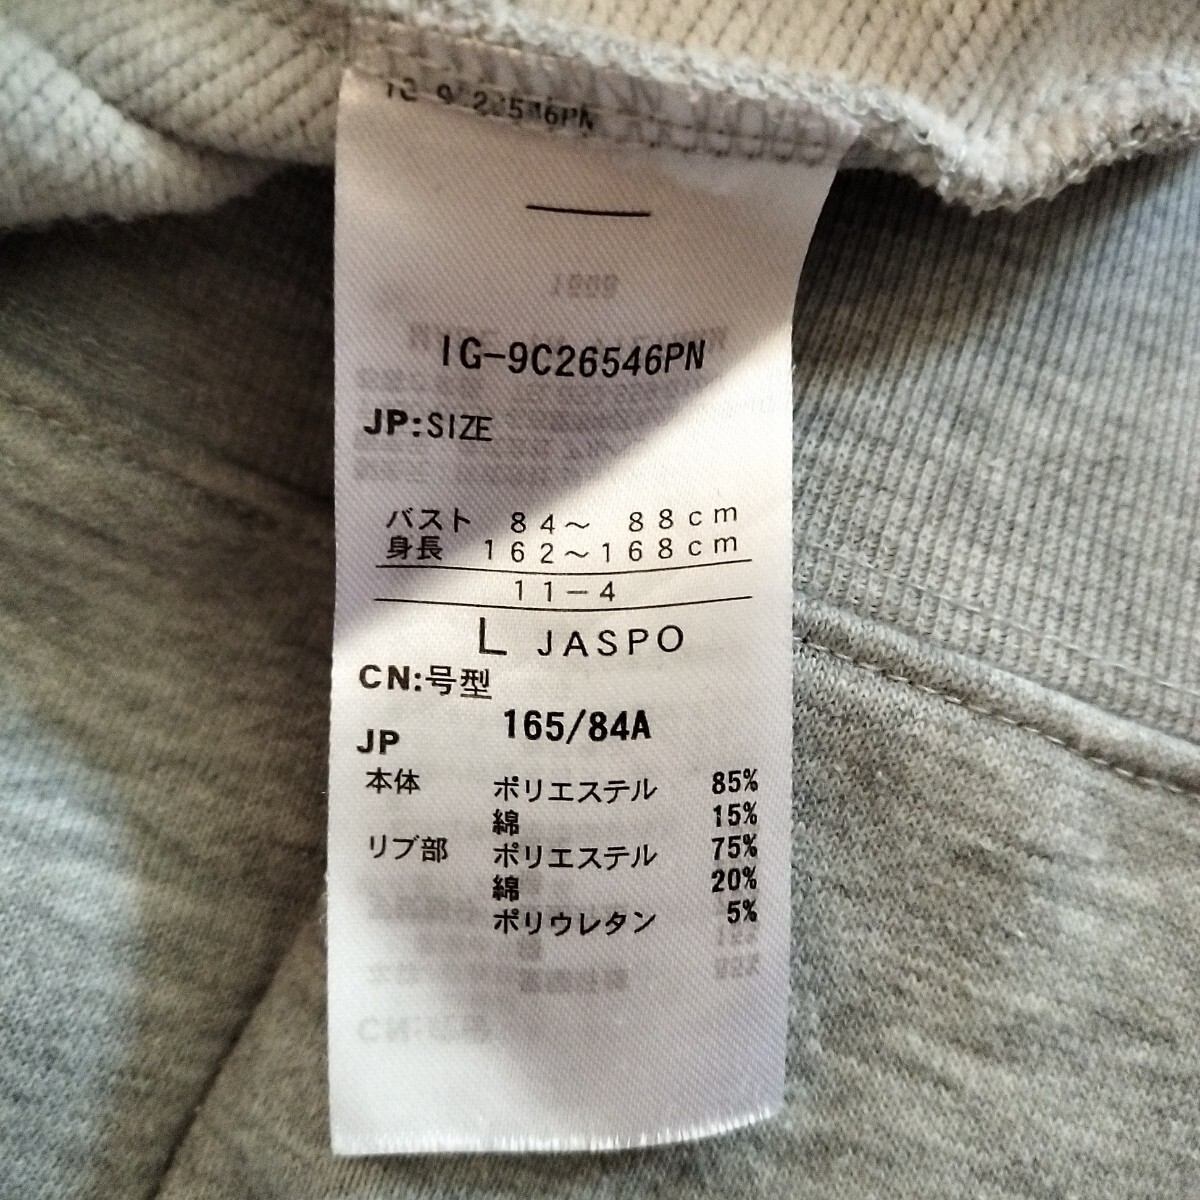 IG-9C26546PN
JP:SIZE
バスト 84～ 88cm
身長 162～168cm
11-4
L JASPO
CN:号型
165/84A
JP
本体 ポリエステル 85%
綿 15%
リブ部 ポリエステル 75%
綿 20%
ポリウレタン 5%